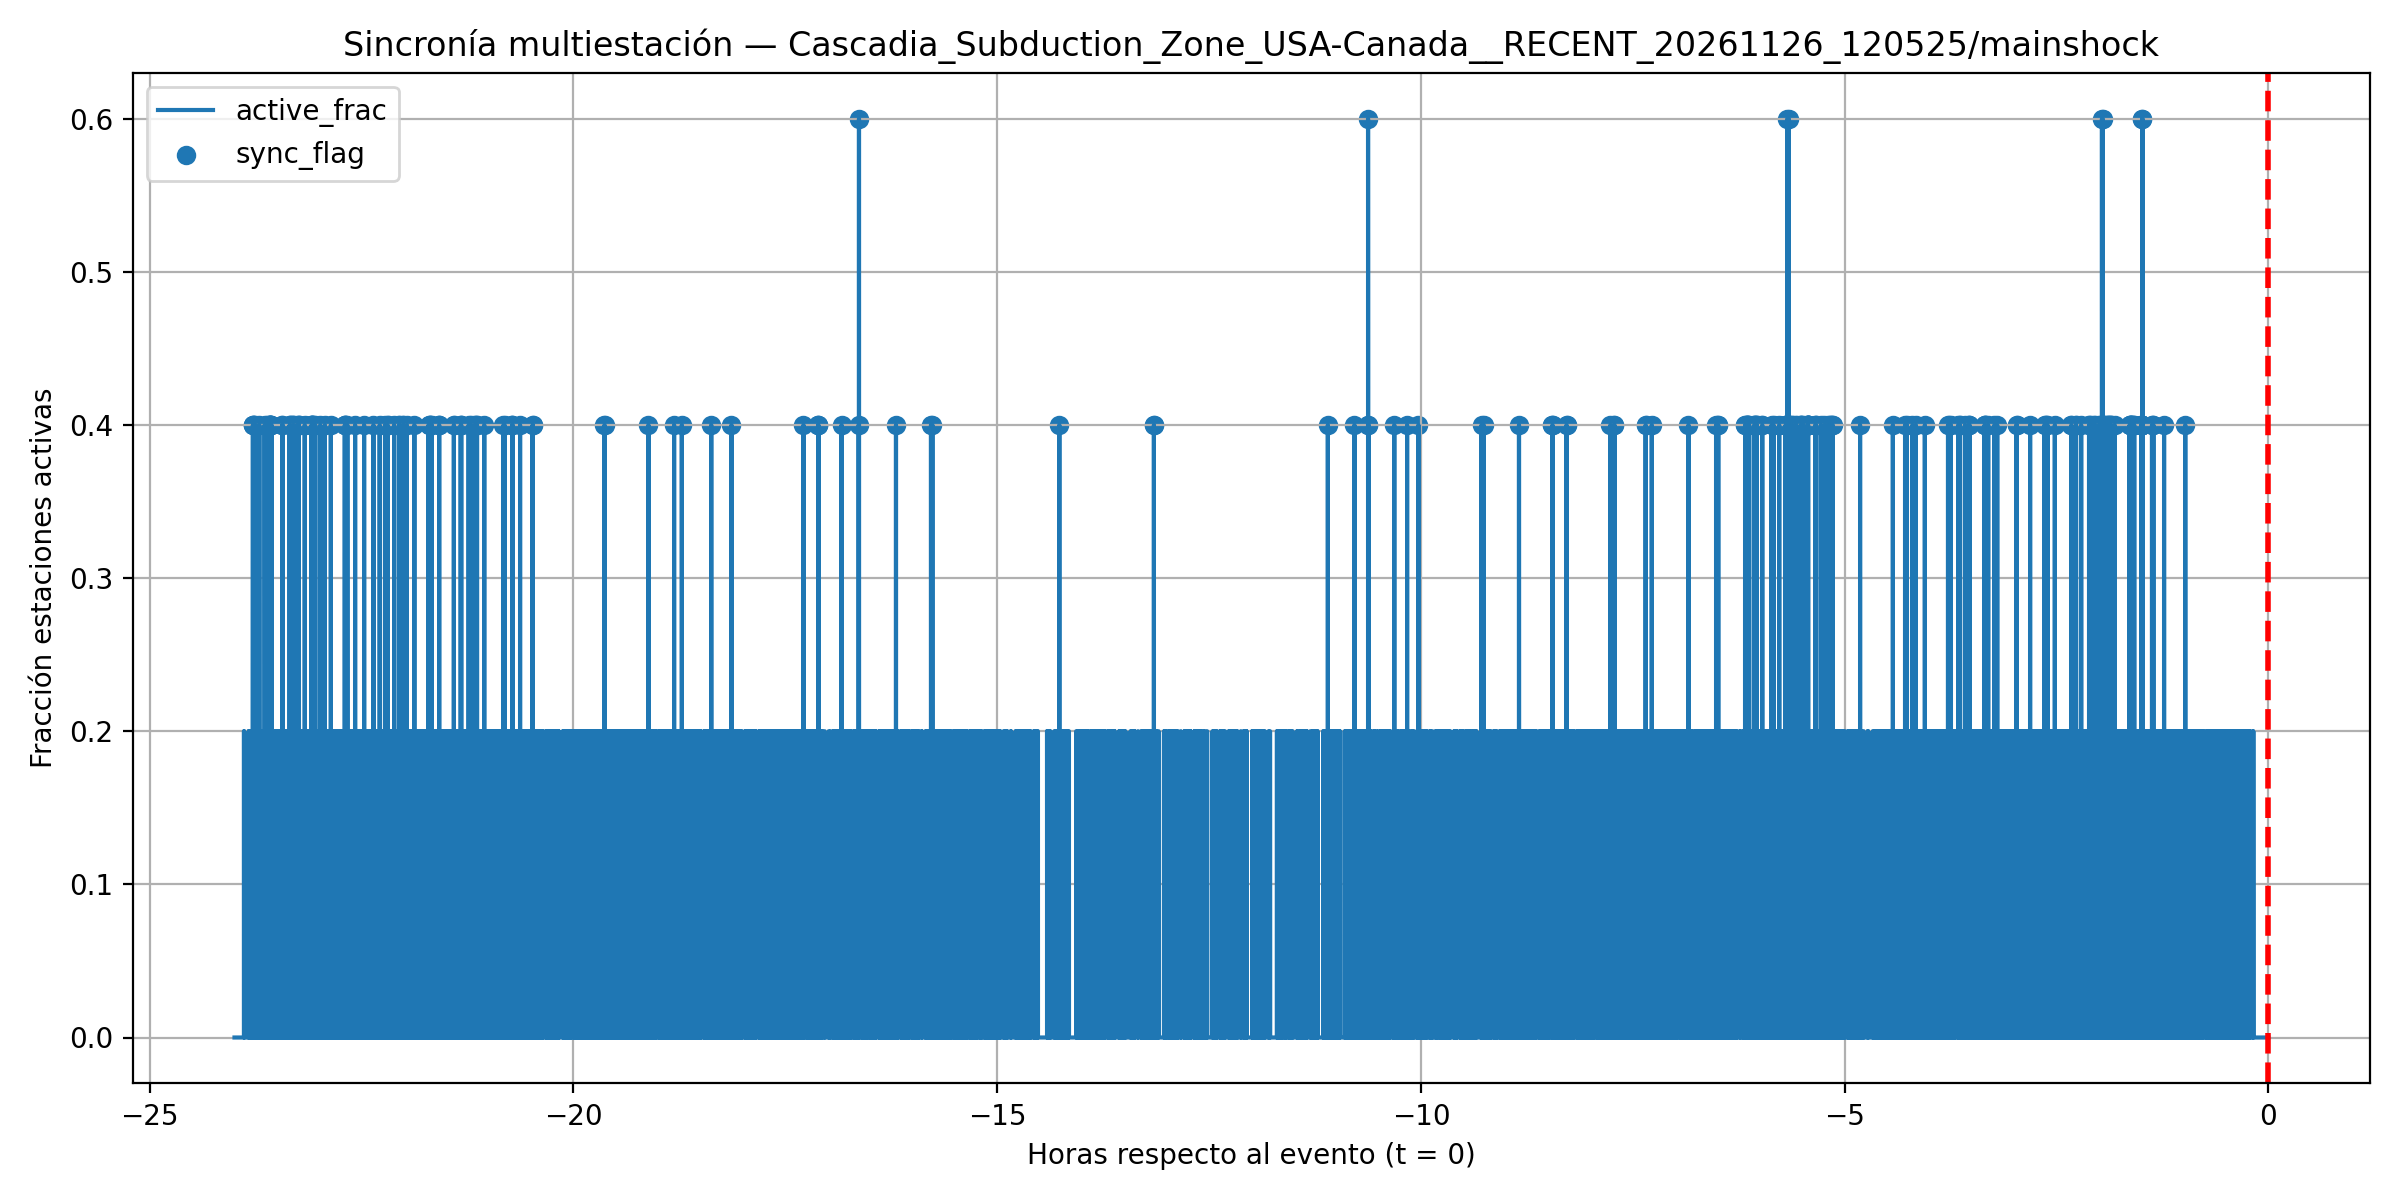 Sincronía multiestación — Cascadia_Subduction_Zone_USA-Canada__RECENT_20261126_120525/mainshock
active_frac
sync_flag
Fracción estaciones activas
0.6
0.5
0.4
0.3
0.2
0.1
0.0
−25
−20
−15
−10
−5
0
Horas respecto al evento (t = 0)